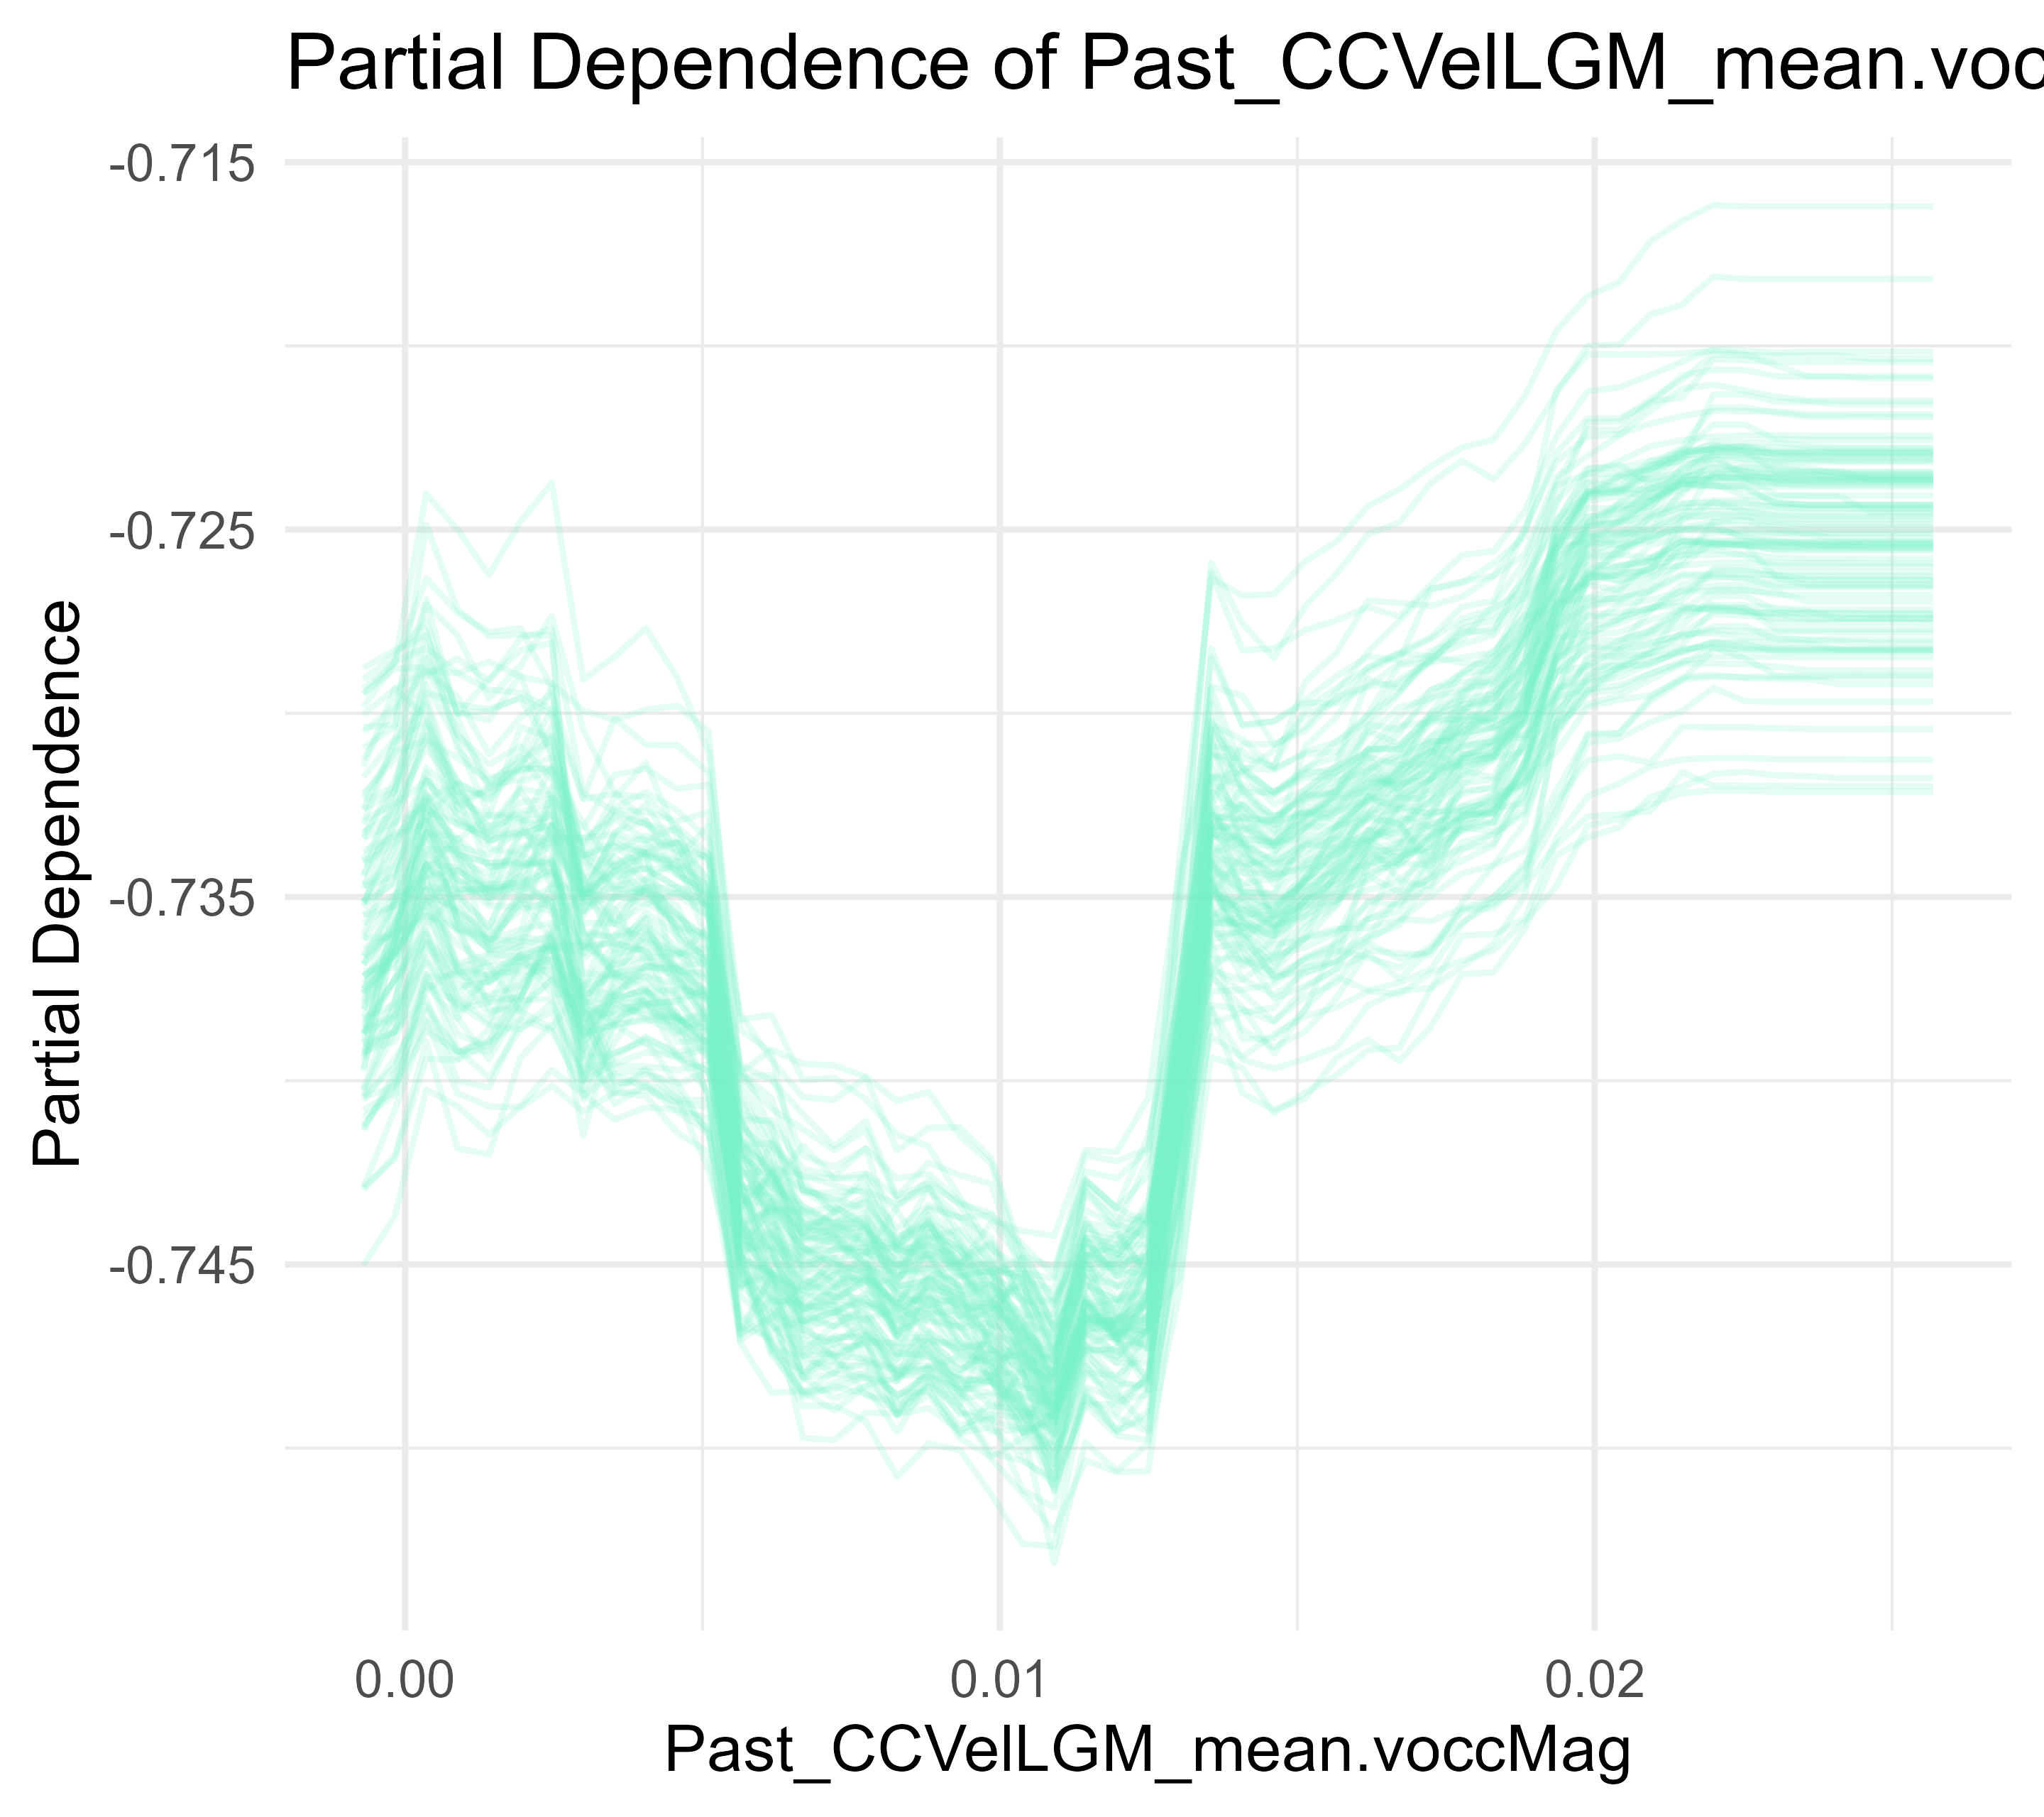 Partial Dependence of Past_CCVelLGM_mean.voc
-0.715
-0.725
-0.735
-0.745
Partial Dependence
0.00
0.01
0.02
Past_CCVelLGM_mean.voccMag